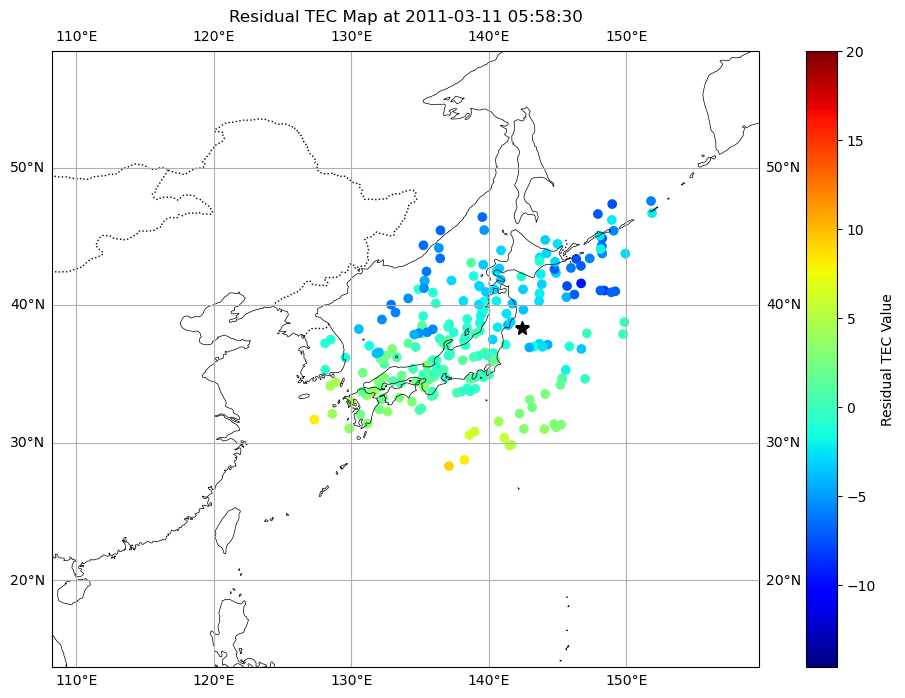 Residual TEC Map at 2011-03-11 05:58:30
110°E 120°E 130°E 140°E 150°E
20
15
50°N 50°N
10
5
40°N 40°N
Residual TEC Value
0
30°N 30°N
−5
20°N 20°N
−10
110°E 120°E 130°E 140°E 150°E